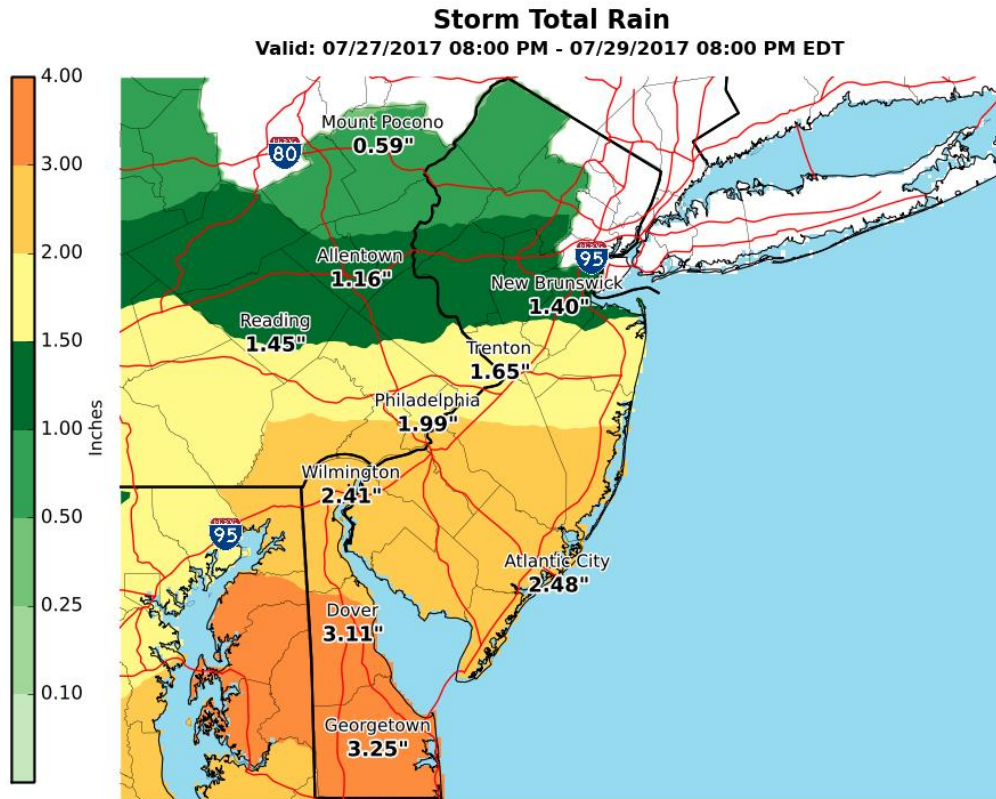 Storm Total Rain
Valid: 07/27/2017 08:00 PM - 07/29/2017 08:00 PM EDT
4.00
3.00
2.00
1.50
1.00
0.50
0.25
0.10
Inches
Mount Pocono
0.59"
80
Allentown
1.16"
95
New Brunswick
1.40"
Reading
1.45"
Trenton
1.65"
Philadelphia
1.99"
Wilmington
2.41"
95
Atlantic City
2.48"
Dover
3.11"
Georgetown
3.25"